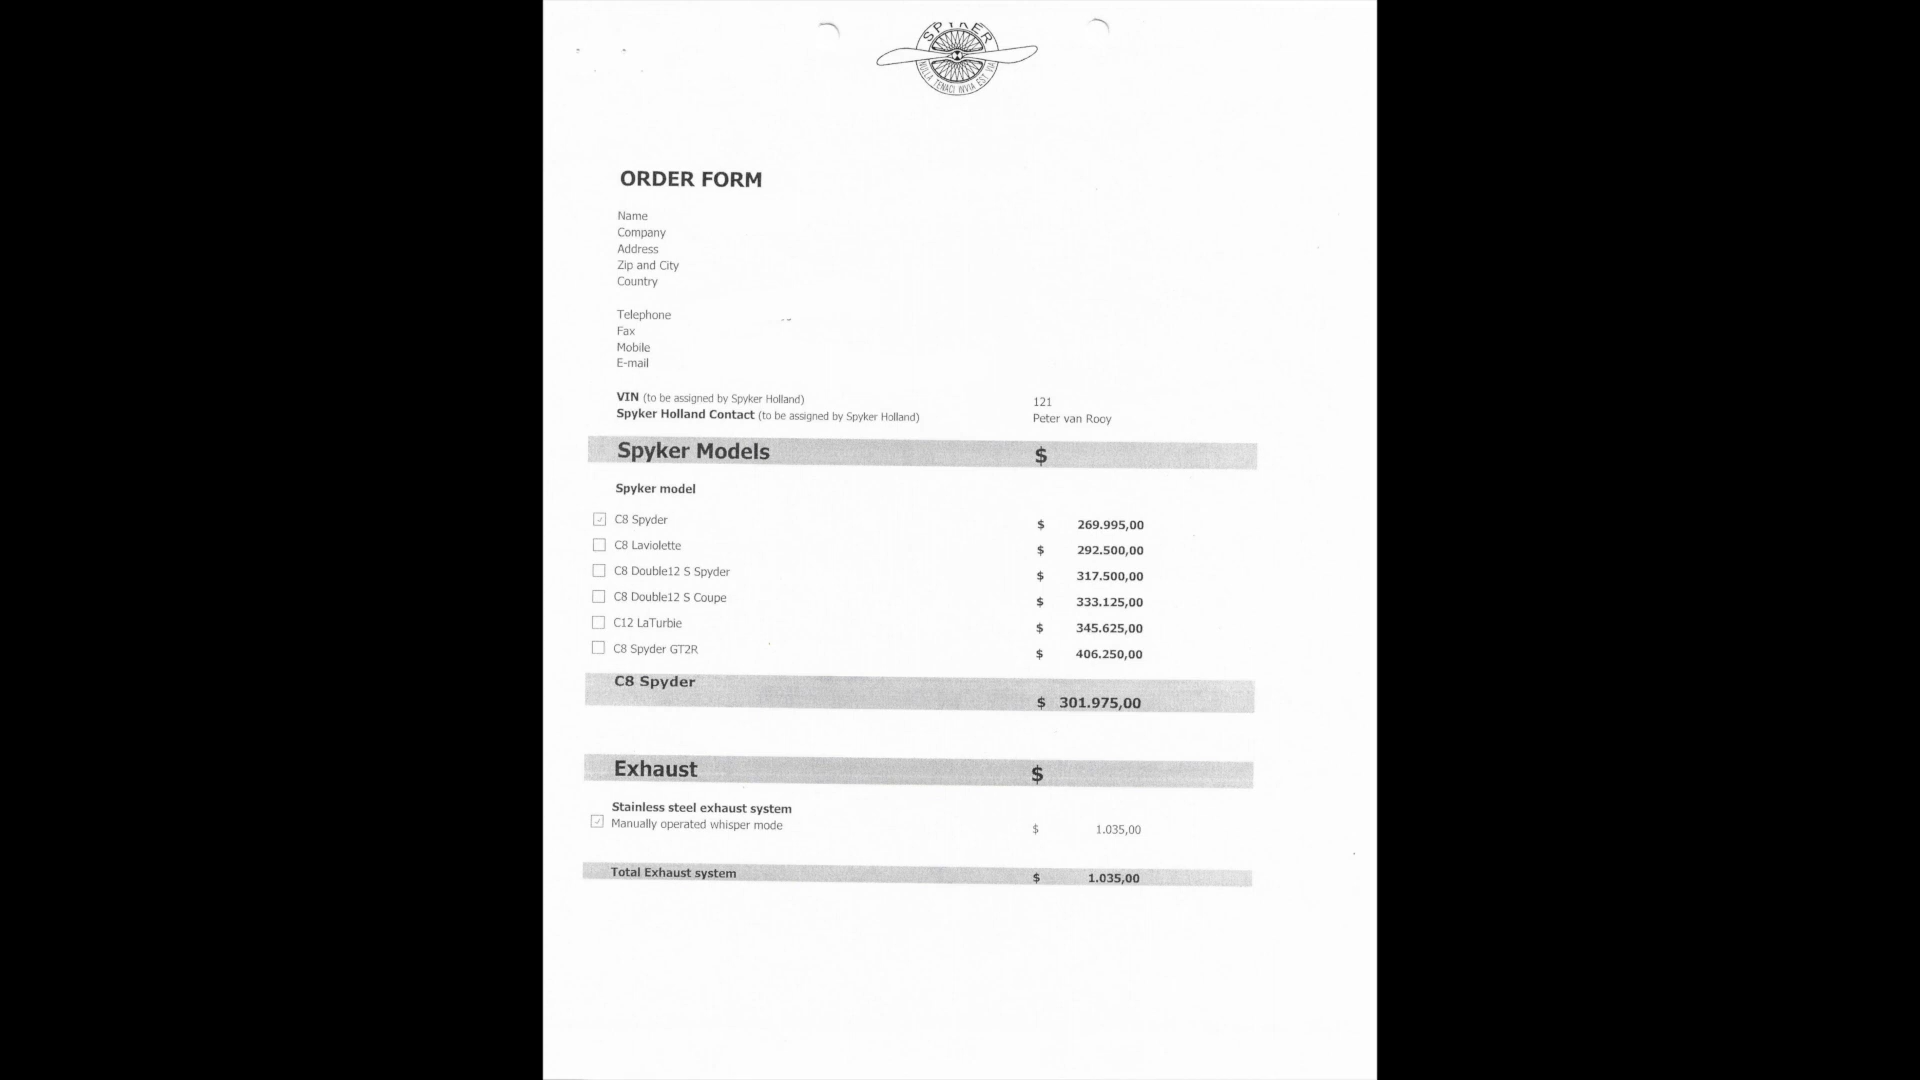 SPYKER
NULLA TENACI INVIA EST VIA
ORDER FORM
Name
Company
Address
Zip and City
Country
Telephone
Fax
Mobile
E-mail
VIN (to be assigned by Spyker Holland) 121
Spyker Holland Contact (to be assigned by Spyker Holland) Peter van Rooy
Spyker Models $
Spyker model
C8 Spyder $ 269.995,00
C8 Laviolette $ 292.500,00
C8 Double12 S Spyder $ 317.500,00
C8 Double12 S Coupe $ 333.125,00
C12 LaTurbie $ 345.625,00
C8 Spyder GT2R $ 406.250,00
C8 Spyder
$ 301.975,00
Exhaust $
Stainless steel exhaust system
Manually operated whisper mode $ 1.035,00
Total Exhaust system $ 1.035,00